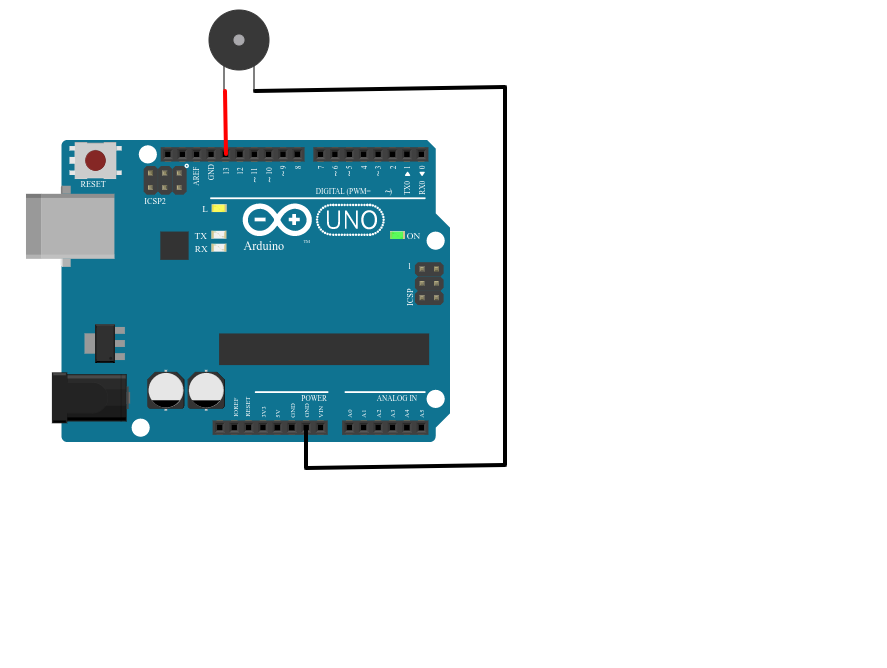 RESET
ICSP2
AREF
GND
13
12
~ 11
~ 10
~ 9
8
7
~ 6
~ 5
4
~ 3
2
TX0 ▶ 1
RX0 ◀ 0
DIGITAL (PWM= ~)
L
TX
RX
UNO
ON
Arduino
TM
1
ICSP
POWER
ANALOG IN
IOREF
RESET
3V3
5V
GND
GND
VIN
A0
A1
A2
A3
A4
A5